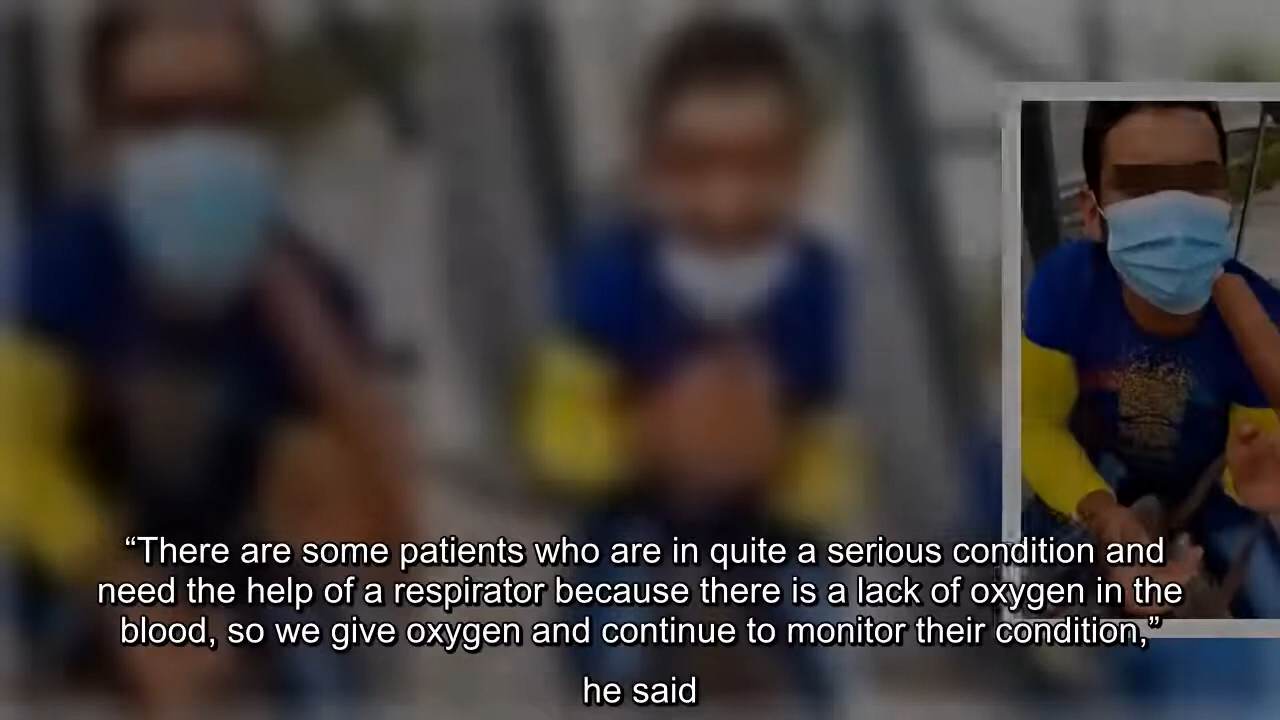 “There are some patients who are in quite a serious condition and
need the help of a respirator because there is a lack of oxygen in the
blood, so we give oxygen and continue to monitor their condition,”
he said